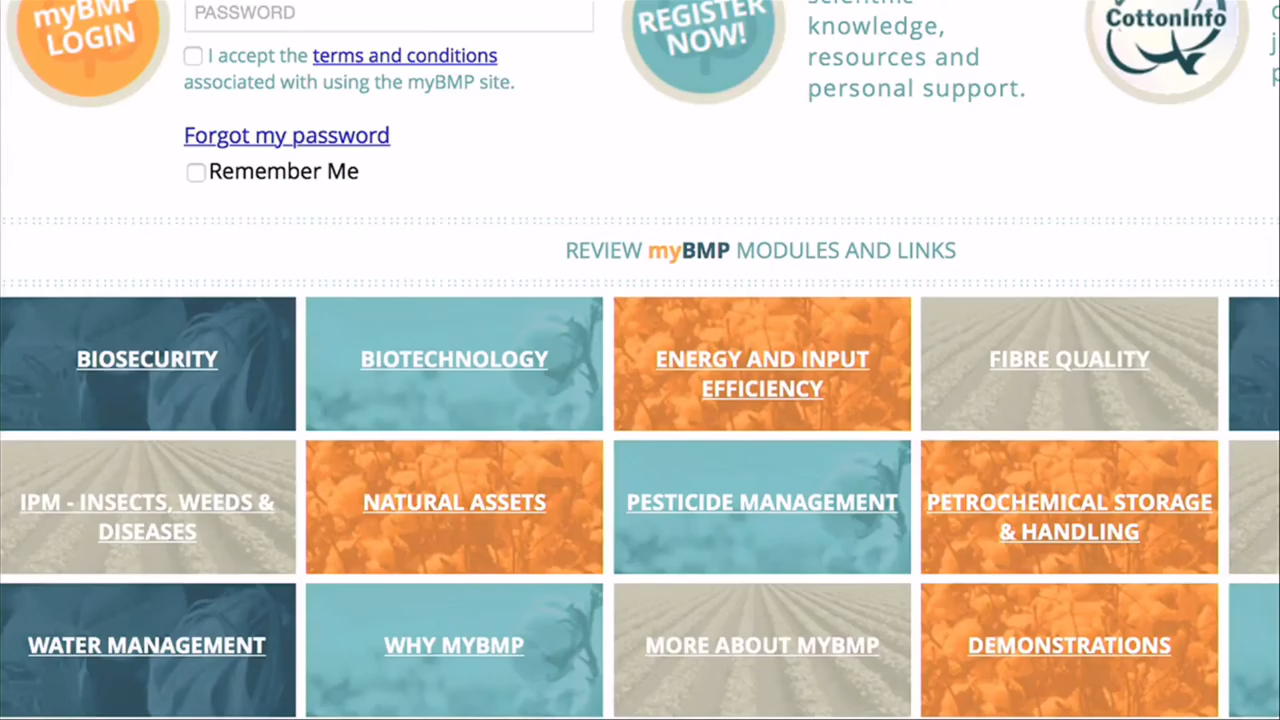 myBMP
LOGIN
PASSWORD
I accept the terms and conditions
associated with using the myBMP site.
Forgot my password
Remember Me
REGISTER
NOW!
knowledge,
resources and
personal support.
CottonInfo
REVIEW myBMP MODULES AND LINKS
BIOSECURITY
BIOTECHNOLOGY
ENERGY AND INPUT
EFFICIENCY
FIBRE QUALITY
IPM - INSECTS, WEEDS &
DISEASES
NATURAL ASSETS
PESTICIDE MANAGEMENT
PETROCHEMICAL STORAGE
& HANDLING
WATER MANAGEMENT
WHY MYBMP
MORE ABOUT MYBMP
DEMONSTRATIONS